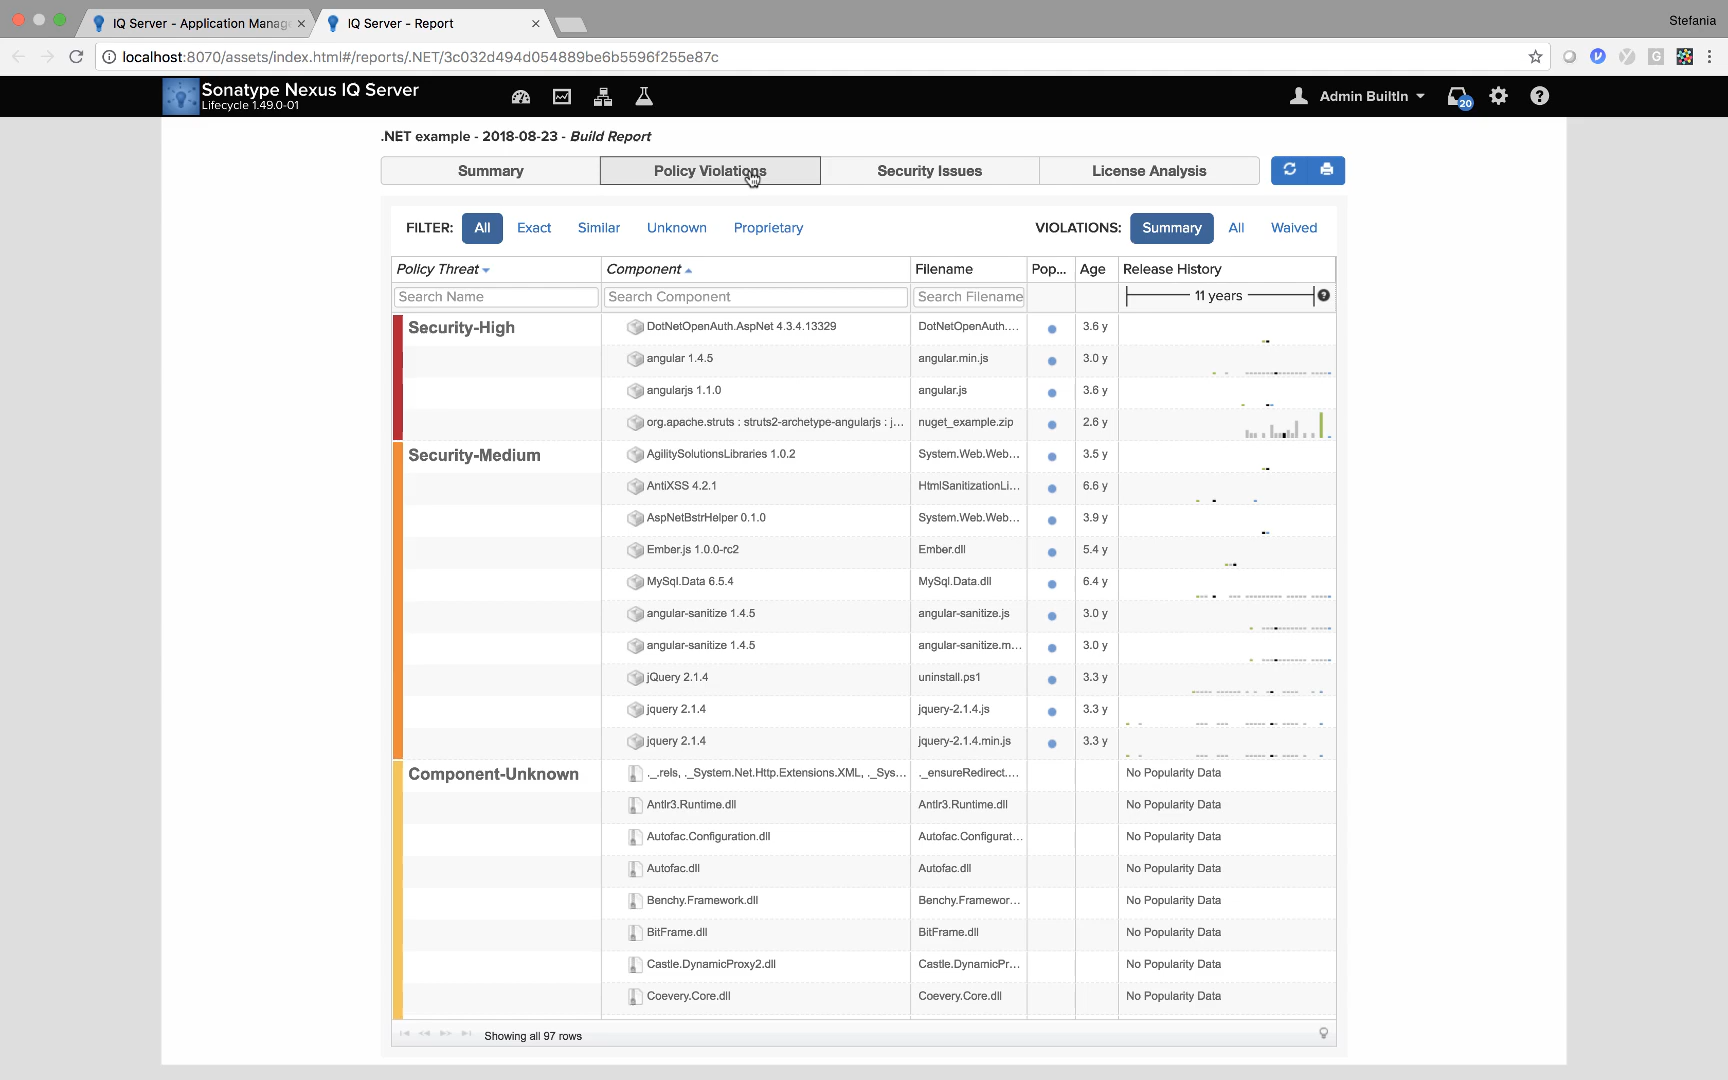 IQ Server - Application Manag
IQ Server - Report
Stefania
localhost:8070/assets/index.html#/reports/.NET/3c032d494d054889be6b5596f255e87c
Sonatype Nexus IQ Server
Lifecycle 1.49.0-01
Admin BuiltIn
20
.NET example - 2018-08-23 - Build Report
Summary Policy Violations Security Issues License Analysis
FILTER: All Exact Similar Unknown Proprietary VIOLATIONS: Summary All Waived
Policy Threat Component Filename Pop... Age Release History
Search Name Search Component Search Filename 11 years
Security-High DotNetOpenAuth.AspNet 4.3.4.13329 DotNetOpenAuth.... 3.6 y
angular 1.4.5 angular.min.js 3.0 y
angularjs 1.1.0 angular.js 3.6 y
org.apache.struts : struts2-archetype-angularjs : j... nuget_example.zip 2.6 y
Security-Medium AgilitySolutionsLibraries 1.0.2 System.Web.Web... 3.5 y
AntiXSS 4.2.1 HtmlSanitizationLi... 6.6 y
AspNetBstrHelper 0.1.0 System.Web.Web... 3.9 y
Ember.js 1.0.0-rc2 Ember.dll 5.4 y
MySql.Data 6.5.4 MySql.Data.dll 6.4 y
angular-sanitize 1.4.5 angular-sanitize.js 3.0 y
angular-sanitize 1.4.5 angular-sanitize.m... 3.0 y
jQuery 2.1.4 uninstall.ps1 3.3 y
jquery 2.1.4 jquery-2.1.4.js 3.3 y
jquery 2.1.4 jquery-2.1.4.min.js 3.3 y
Component-Unknown ._.rels, ._System.Net.Http.Extensions.XML, ._Sys... ._ensureRedirect.... No Popularity Data
Antlr3.Runtime.dll Antlr3.Runtime.dll No Popularity Data
Autofac.Configuration.dll Autofac.Configurat... No Popularity Data
Autofac.dll Autofac.dll No Popularity Data
Benchy.Framework.dll Benchy.Framewor... No Popularity Data
BitFrame.dll BitFrame.dll No Popularity Data
Castle.DynamicProxy2.dll Castle.DynamicPr... No Popularity Data
Coevery.Core.dll Coevery.Core.dll No Popularity Data
Showing all 97 rows